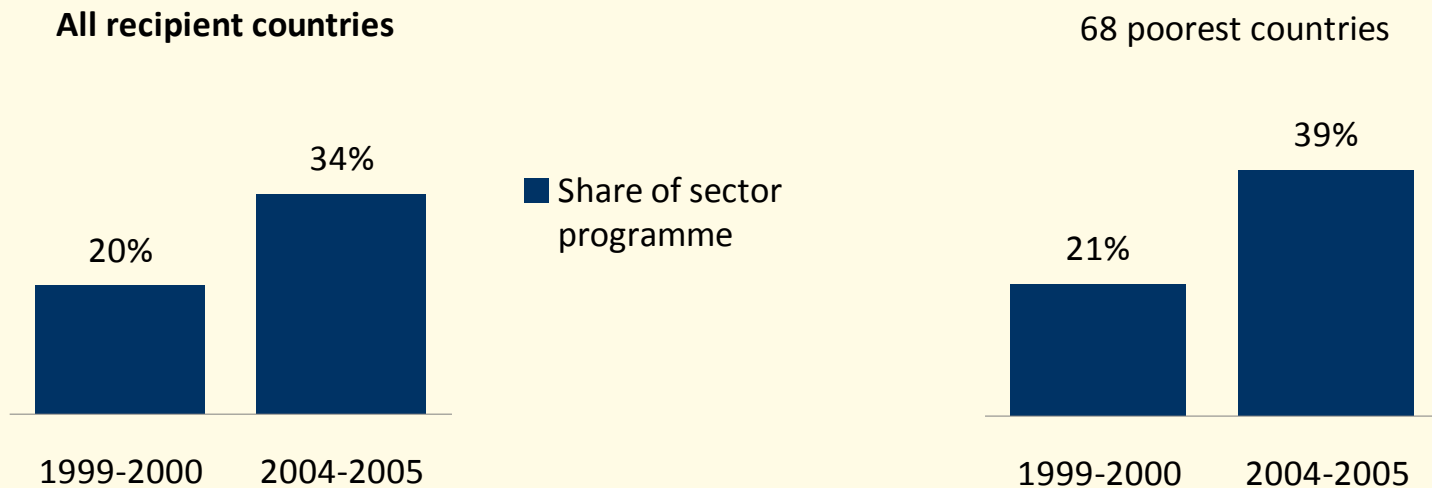 All recipient countries
34%
20%
1999-2000 2004-2005
Share of sector
programme
68 poorest countries
39%
21%
1999-2000 2004-2005